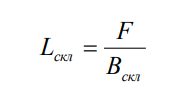 L_скл = F / B_скл